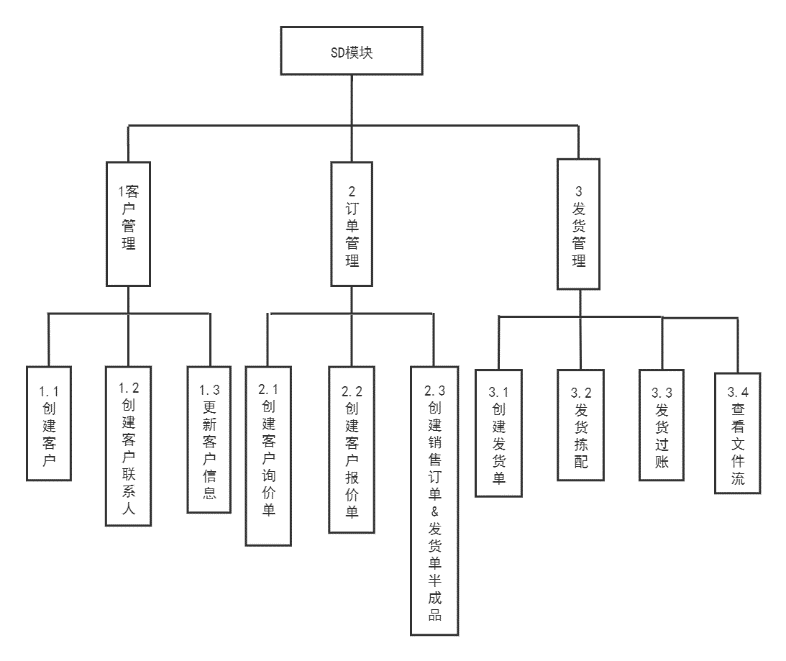 SD模块
1客户管理
2订单管理
3发货管理
1.1创建客户
1.2创建客户联系人
1.3更新客户信息
2.1创建客户询价单
2.2创建客户报价单
2.3创建销售订单&发货单半成品
3.1创建发货单
3.2发货拣配
3.3发货过账
3.4查看文件流